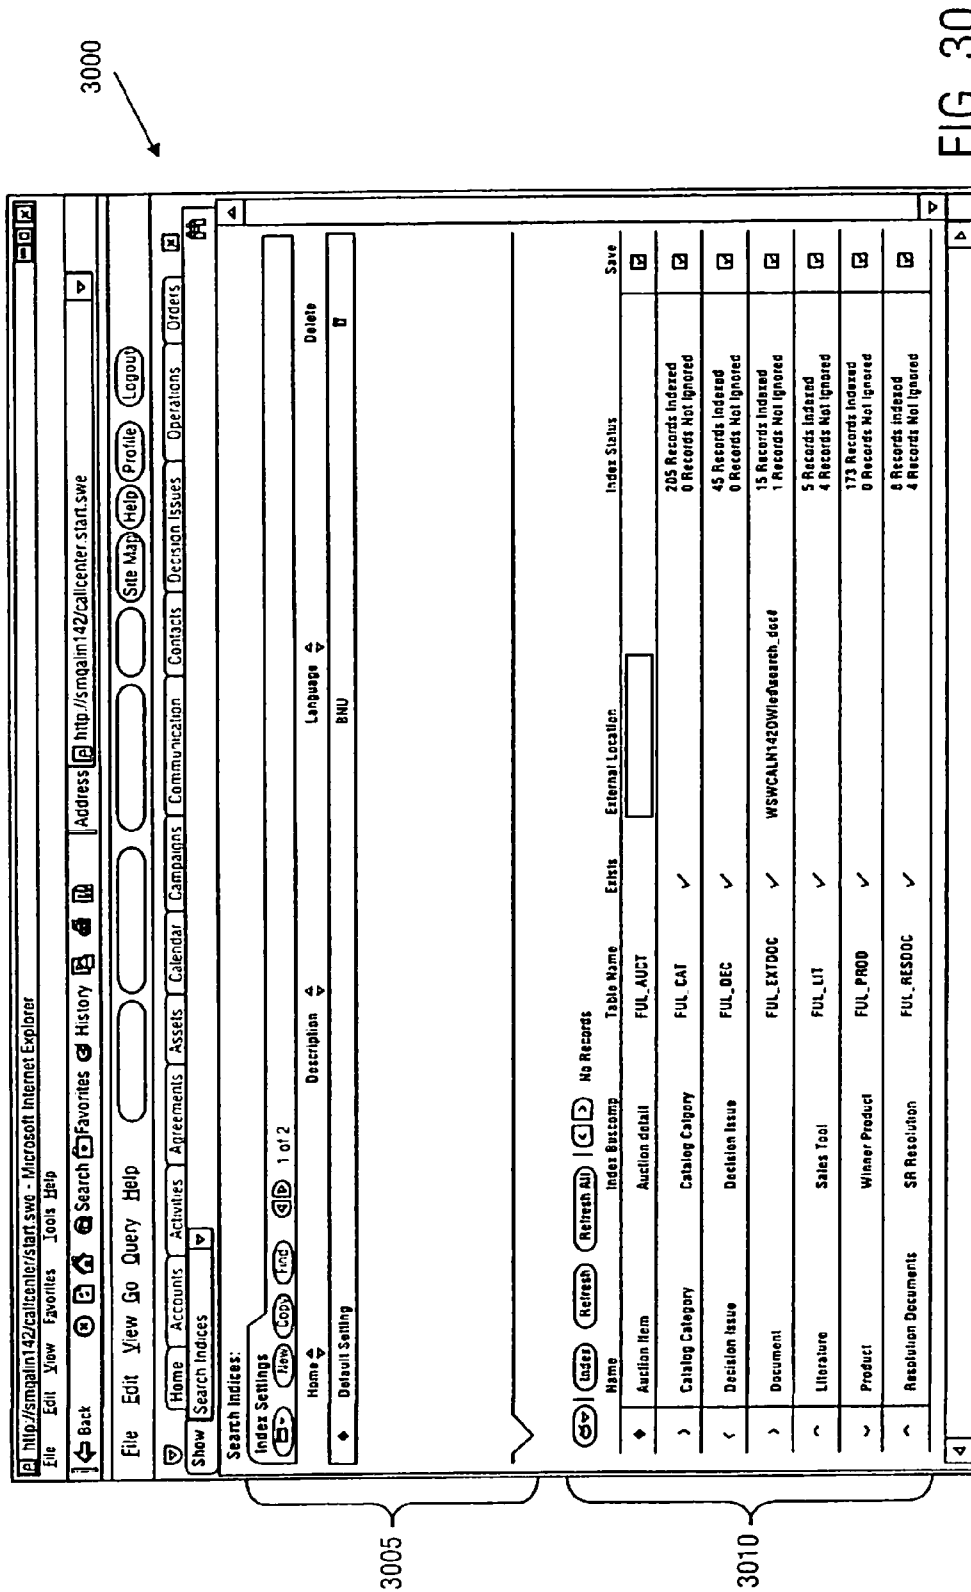 3000
http://smqalin142/callcenter/start.swe - Microsoft Internet Explorer
File Edit View Favorites Tools Help
Back Search Favorites History Address http://smqalin142/callcenter.start.swe
File Edit View Go Query Help Site Map Help Profile Logout
Home Accounts Activities Agreements Assets Calendar Campaigns Communication Contacts Decision Issues Operations Orders
Show Search Indices
Search Indices:
Index Settings
New Copy Find 1 of 2
Home Description Language Delete
Default Setting BNU
3005
Index Refresh Refresh All No Records
Name Index Buscomp Table Name Exists External Location Index Status Save
Auction Item Auction detail FUL_AUCT
Catalog Category Catalog Calgory FUL_CAT 205 Records Indexed
0 Records Not Ignored
Decision Issue Decision Issue FUL_DEC 45 Records Indexed
0 Records Not Ignored
Document FUL_EXTDOC 15 Records Indexed
1 Records Not Ignored
Literature Sales Tool FUL_LIT 5 Records Indexed
4 Records Not Ignored
Product Winner Product FUL_PROD 173 Records Indexed
0 Records Not Ignored
Resolution Documents SR Resolution FUL_RESDOC 8 Records indexed
4 Records Not Ignored
3010
FIG. 30